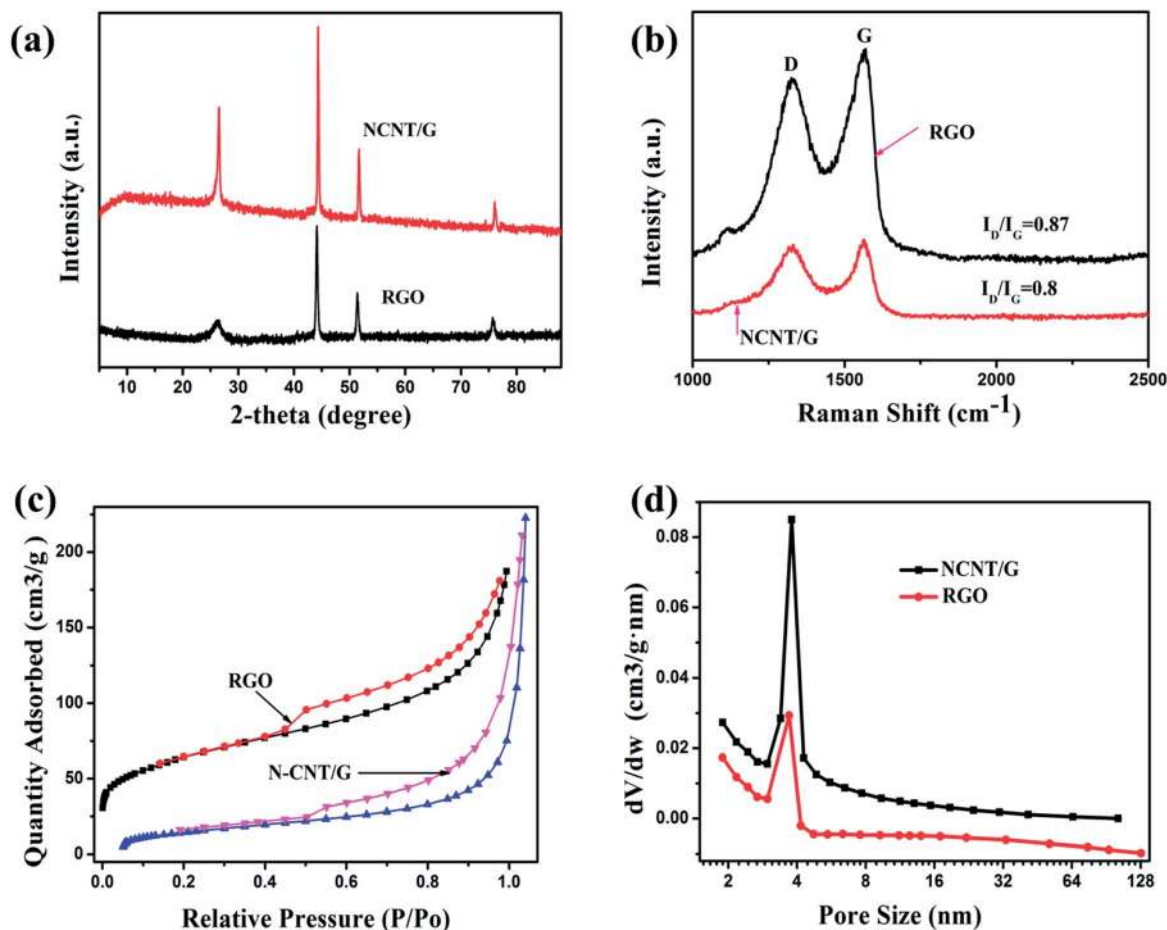 (a)
Intensity (a.u.)
NCNT/G
RGO
10 20 30 40 50 60 70 80
2-theta (degree)
(b)
Intensity (a.u.)
D
G
RGO
I_D/I_G=0.87
I_D/I_G=0.8
NCNT/G
1000 1500 2000 2500
Raman Shift (cm⁻¹)
(c)
Quantity Adsorbed (cm3/g)
200
150
100
50
0
RGO
N-CNT/G
0.0 0.2 0.4 0.6 0.8 1.0
Relative Pressure (P/Po)
(d)
dV/dw (cm3/g·nm)
0.08
0.06
0.04
0.02
0.00
NCNT/G
RGO
2 4 8 16 32 64 128
Pore Size (nm)